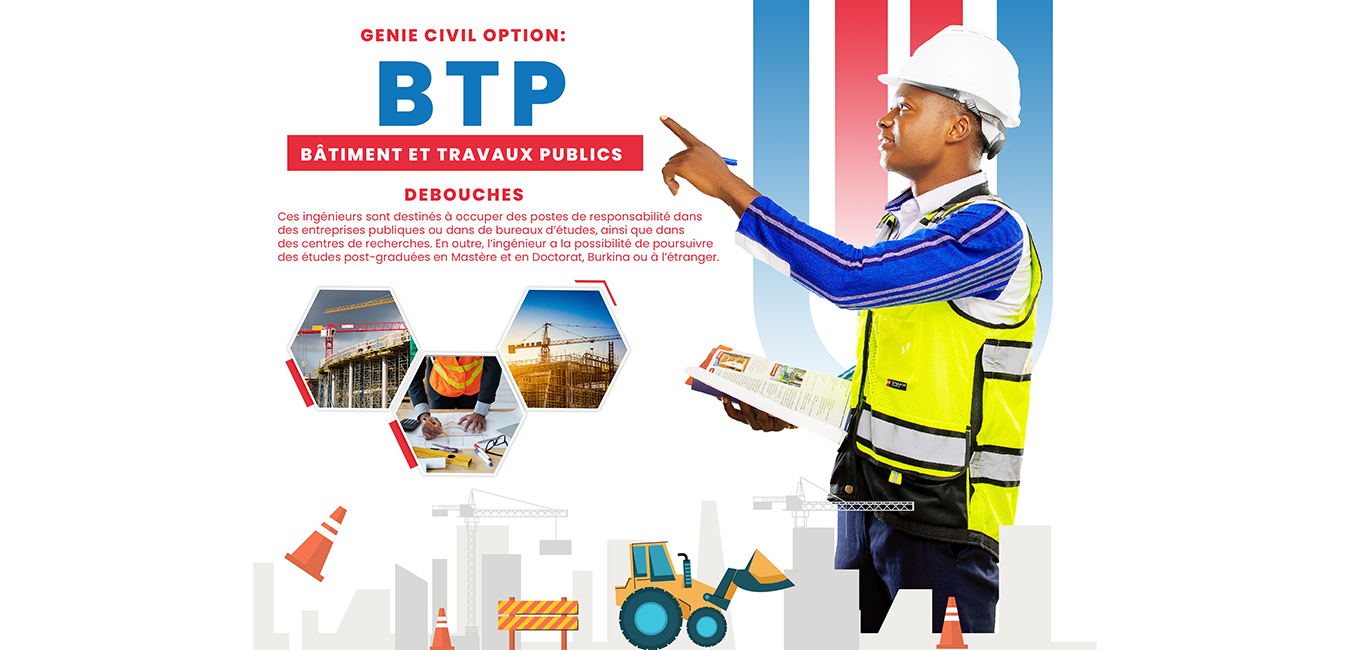 GENIE CIVIL OPTION:
BTP
BÂTIMENT ET TRAVAUX PUBLICS
DEBOUCHES
Ces ingénieurs sont destinés à occuper des postes de responsabilité dans
des entreprises publiques ou dans de bureaux d'études, ainsi que dans
des centres de recherches. En outre, l'ingénieur a la possibilité de poursuivre
des études post-graduées en Mastère et en Doctorat, Burkina ou à l'étranger.